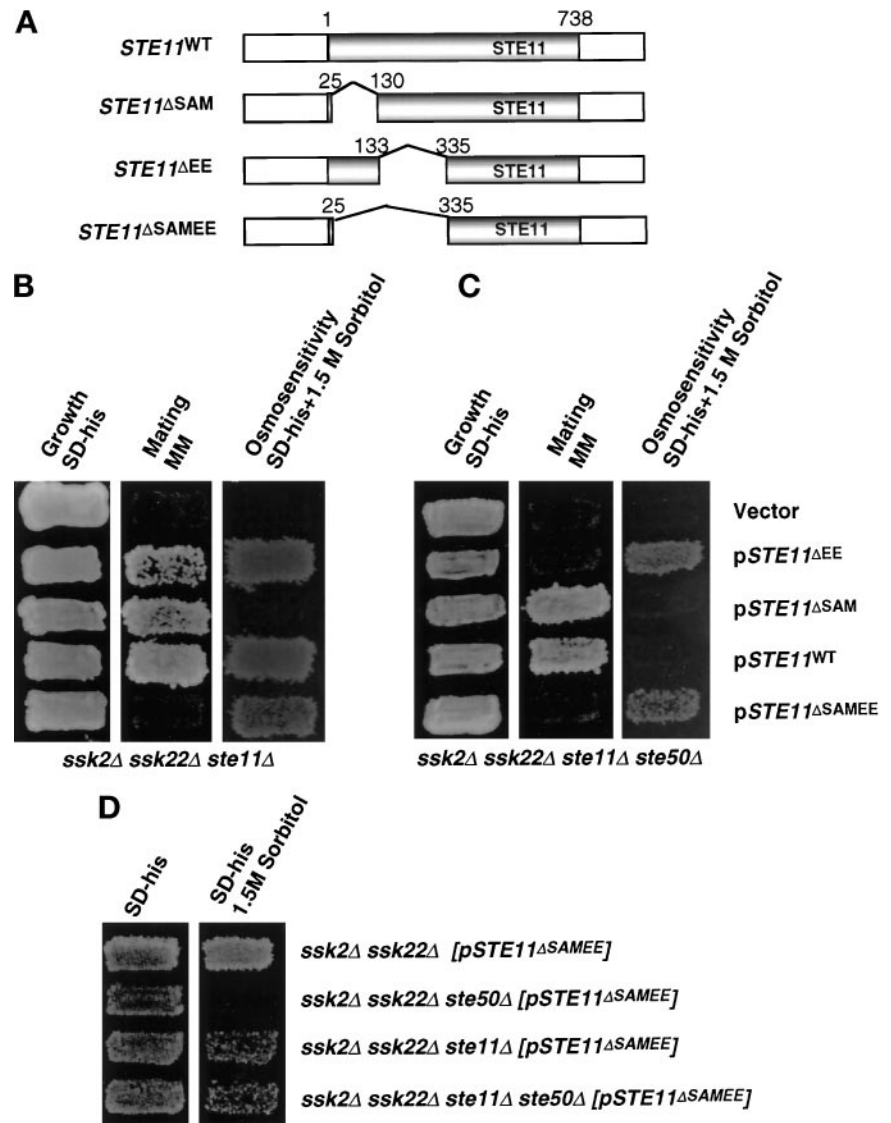 A
1 738
STE11WT STE11
25 130
STE11ΔSAM STE11
133 335
STE11ΔEE STE11
25 335
STE11ΔSAMEE STE11
B
Growth
SD-his
Mating
MM
Osmosensitivity
SD-his+1.5 M Sorbitol
ssk2Δ ssk22Δ ste11Δ
C
Growth
SD-his
Mating
MM
Osmosensitivity
SD-his+1.5 M Sorbitol
Vector
pSTE11ΔEE
pSTE11ΔSAM
pSTE11WT
pSTE11ΔSAMEE
ssk2Δ ssk22Δ ste11Δ ste50Δ
D
SD-his
SD-his
1.5M Sorbitol
ssk2Δ ssk22Δ [pSTE11ΔSAMEE]
ssk2Δ ssk22Δ ste50Δ [pSTE11ΔSAMEE]
ssk2Δ ssk22Δ ste11Δ [pSTE11ΔSAMEE]
ssk2Δ ssk22Δ ste11Δ ste50Δ [pSTE11ΔSAMEE]